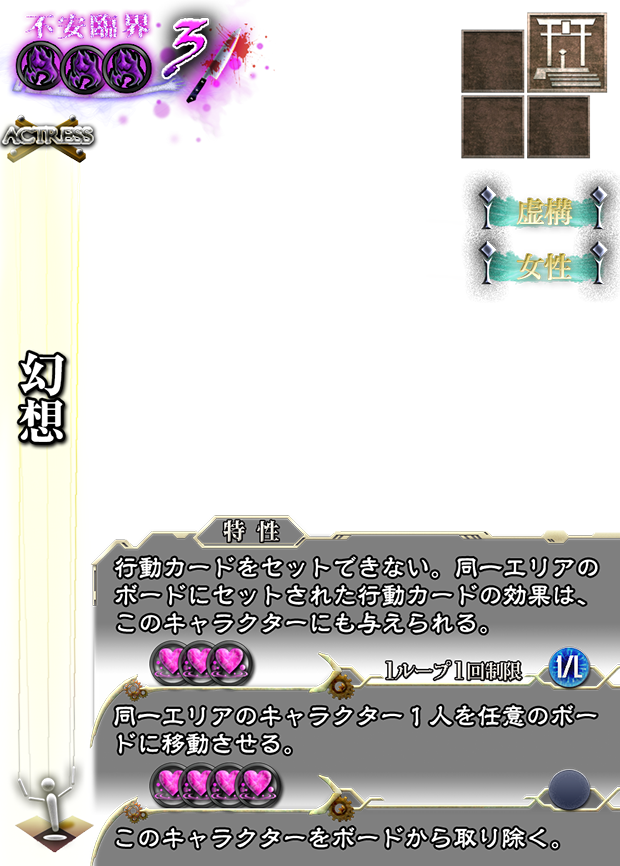 不安臨界
3
ACTRESS
虚構
女性
幻想
特性
行動カードをセットできない。同一エリアの
ボードにセットされた行動カードの効果は、
このキャラクターにも与えられる。
1ループ1回制限
1/L
同一エリアのキャラクター1人を任意のボー
ドに移動させる。
このキャラクターをボードから取り除く。